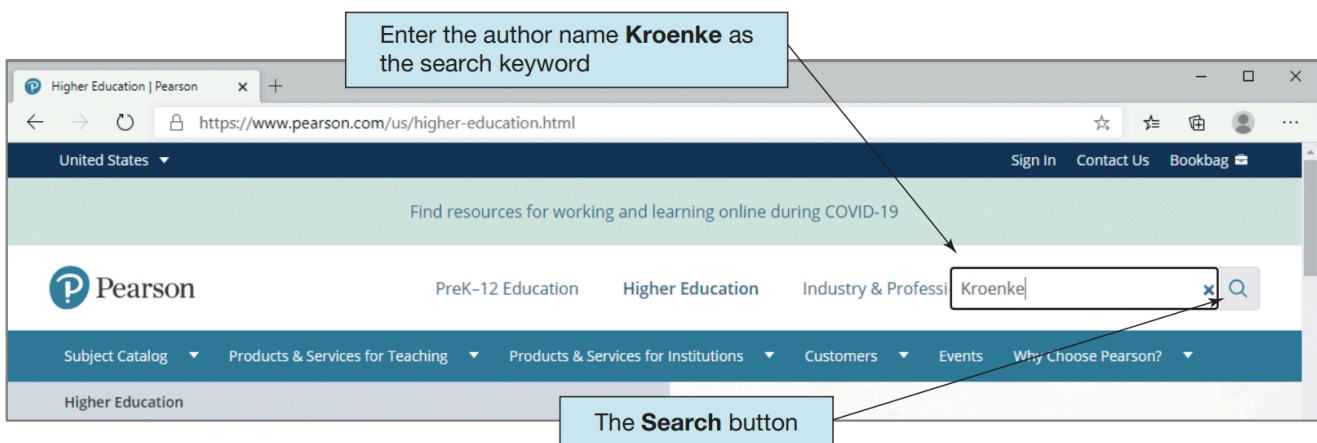 Enter the author name Kroenke as
the search keyword
Higher Education | Pearson
https://www.pearson.com/us/higher-education.html
United States
Sign In Contact Us Bookbag
Find resources for working and learning online during COVID-19
Pearson
PreK–12 Education Higher Education Industry & Professi Kroenke
Subject Catalog Products & Services for Teaching Products & Services for Institutions Customers Events Why Choose Pearson?
Higher Education
The Search button